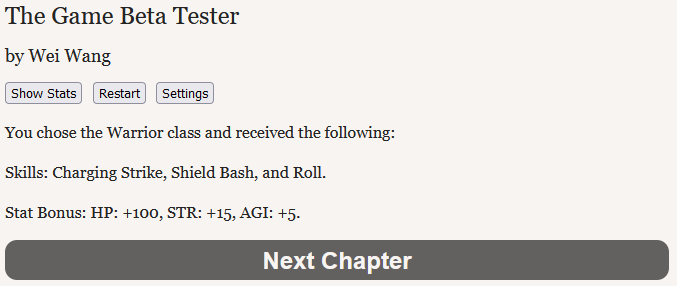 The Game Beta Tester
by Wei Wang
Show Stats Restart Settings
You chose the Warrior class and received the following:
Skills: Charging Strike, Shield Bash, and Roll.
Stat Bonus: HP: +100, STR: +15, AGI: +5.
Next Chapter